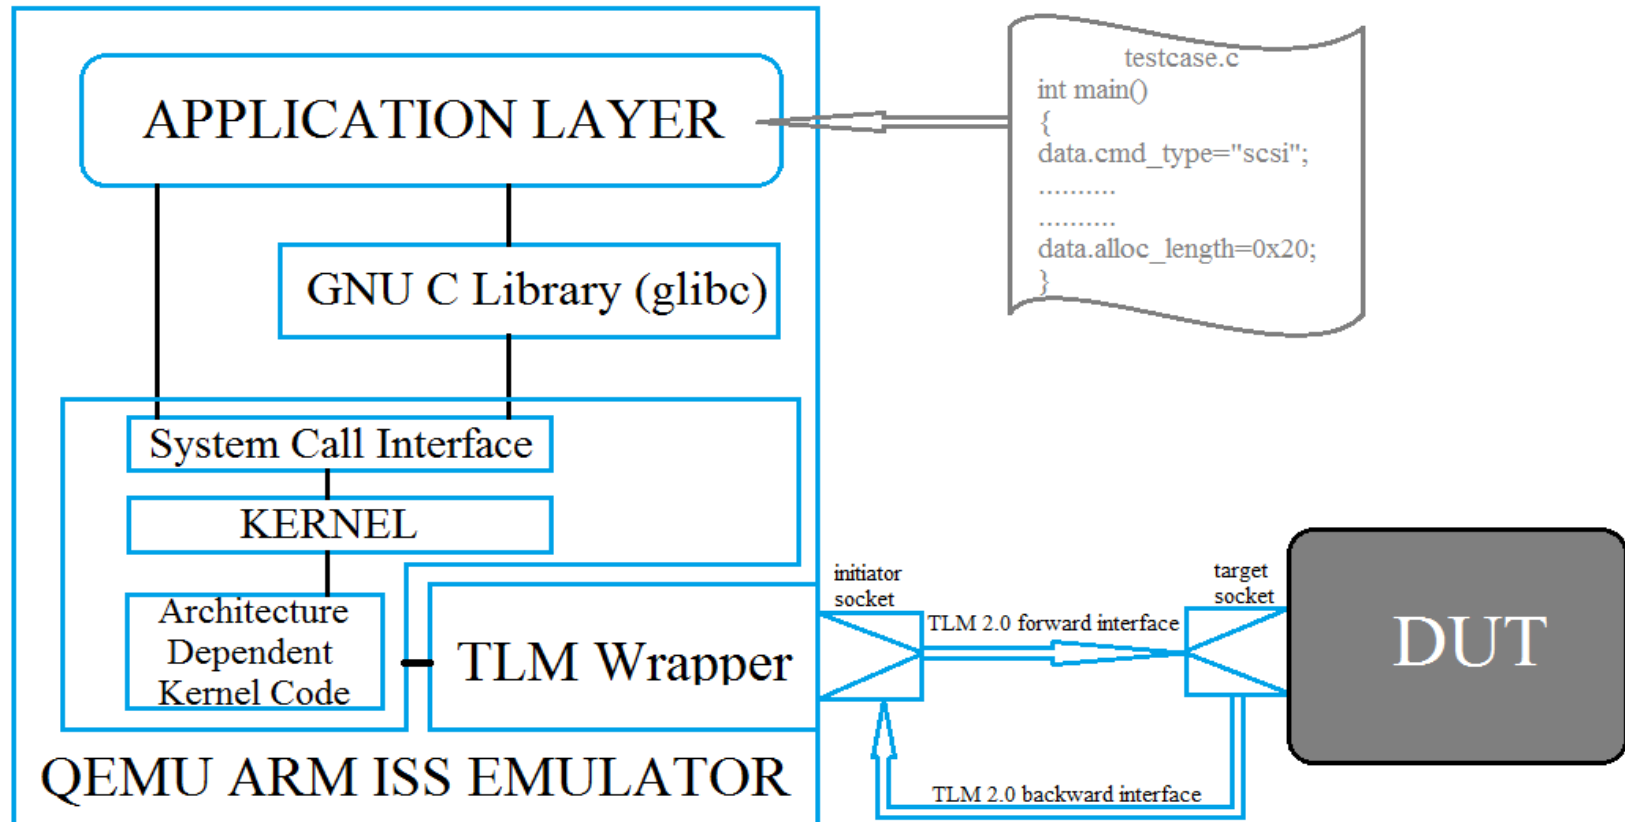 testcase.c
int main()
{
data.cmd_type="scsi";
..........
..........
data.alloc_length=0x20;
}
APPLICATION LAYER
GNU C Library (glibc)
System Call Interface
KERNEL
Architecture
Dependent
Kernel Code
TLM Wrapper
QEMU ARM ISS EMULATOR
initiator
socket
TLM 2.0 forward interface
target
socket
DUT
TLM 2.0 backward interface